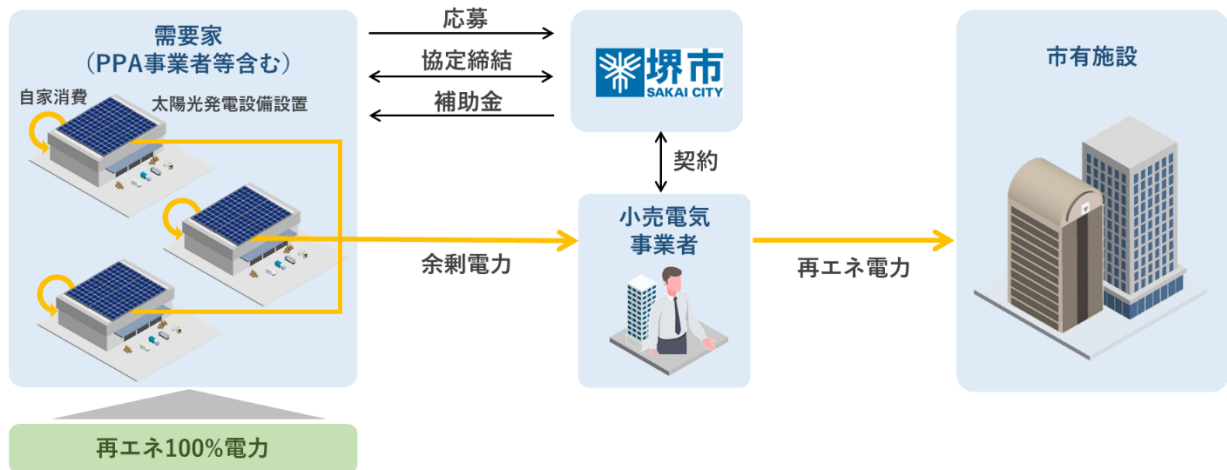 需要家
（PPA事業者等含む）
自家消費
太陽光発電設備設置
応募
協定締結
補助金
堺市
SAKAI CITY
契約
小売電気
事業者
余剰電力
再エネ電力
市有施設
再エネ100%電力